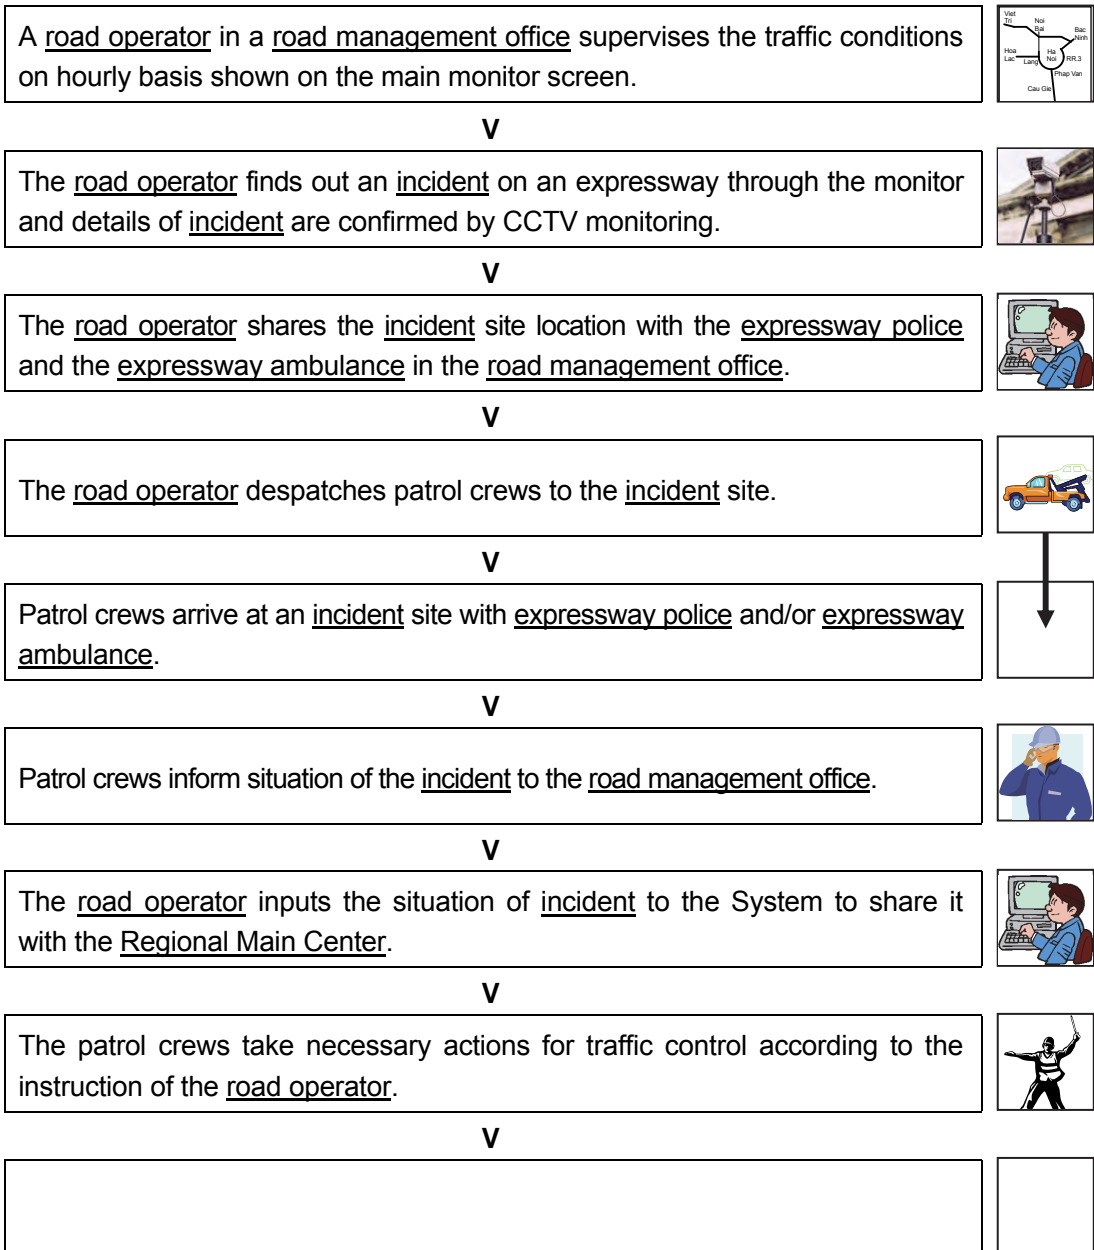 A road operator in a road management office supervises the traffic conditions
on hourly basis shown on the main monitor screen.
Viet
Tri
Noi
Bai
Bac
Ninh
Hoa
Lac
Lang
Ha
Noi
RR.3
Phap Van
Cau Gie
V
The road operator finds out an incident on an expressway through the monitor
and details of incident are confirmed by CCTV monitoring.
V
The road operator shares the incident site location with the expressway police
and the expressway ambulance in the road management office.
V
The road operator despatches patrol crews to the incident site.
V
Patrol crews arrive at an incident site with expressway police and/or expressway
ambulance.
V
Patrol crews inform situation of the incident to the road management office.
V
The road operator inputs the situation of incident to the System to share it
with the Regional Main Center.
V
The patrol crews take necessary actions for traffic control according to the
instruction of the road operator.
V